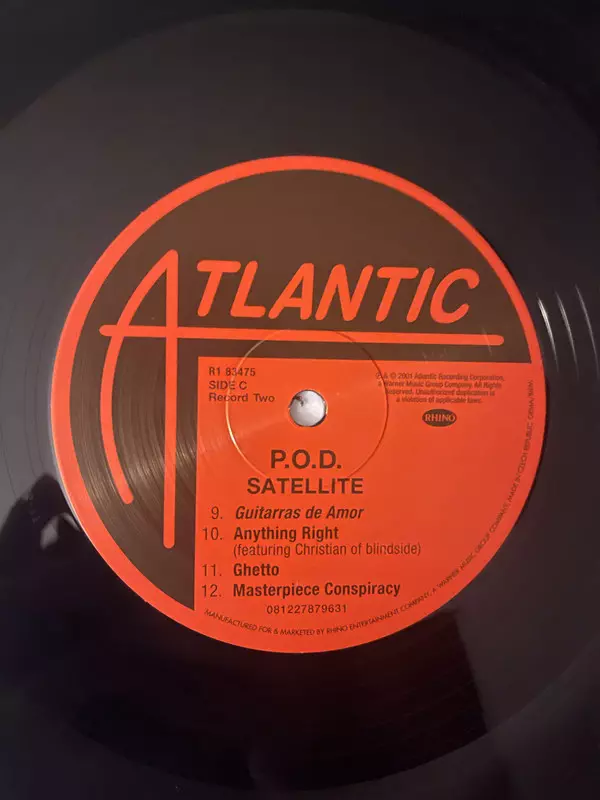 ATLANTIC
R1 83475
SIDE C
Record Two
℗ © 2001 Atlantic Recording Corporation,
a Warner Music Group Company. All Rights
Reserved. Unauthorized duplication is
a violation of applicable laws.
RHINO
P.O.D.
SATELLITE
9. Guitarras de Amor
10. Anything Right
(featuring Christian of blindside)
11. Ghetto
12. Masterpiece Conspiracy
081227879631
MANUFACTURED FOR & MARKETED BY RHINO ENTERTAINMENT COMPANY, A WARNER MUSIC GROUP COMPANY. MADE IN CZECH REPUBLIC.